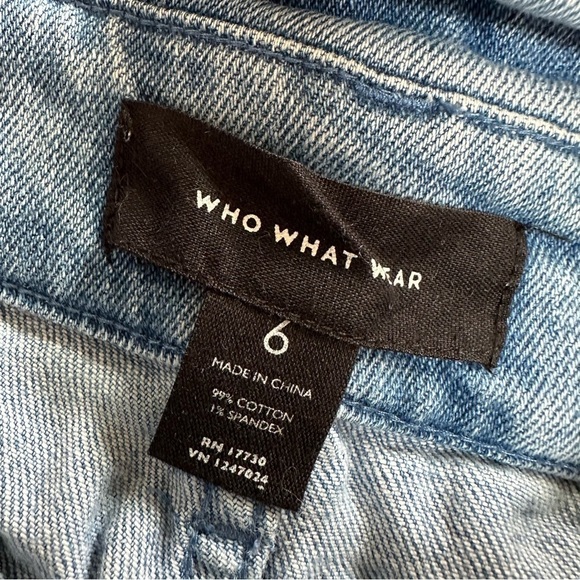 WHO WHAT WEAR
6
MADE IN CHINA
99% COTTON
1% SPANDEX
RN 17730
VN 1247024